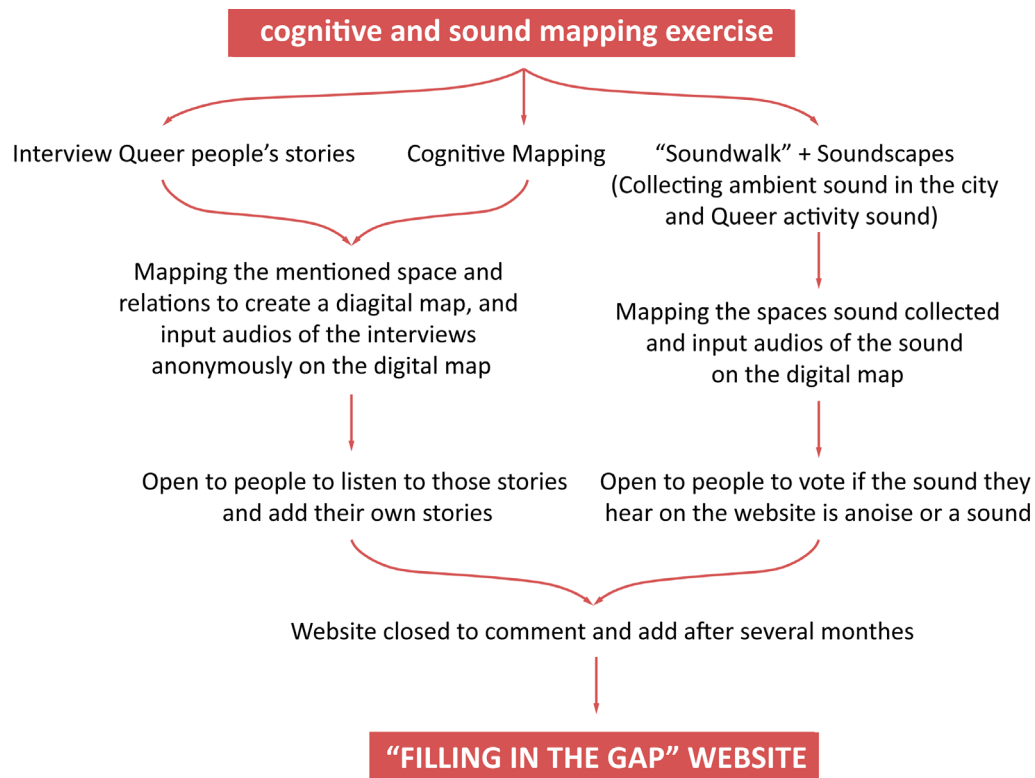 cognitive and sound mapping exercise
Interview Queer people’s stories
Cognitive Mapping
“Soundwalk” + Soundscapes
(Collecting ambient sound in the city
and Queer activity sound)
Mapping the mentioned space and
relations to create a diagital map, and
input audios of the interviews
anonymously on the digital map
Mapping the spaces sound collected
and input audios of the sound
on the digital map
Open to people to listen to those stories
and add their own stories
Open to people to vote if the sound they
hear on the website is anoise or a sound
Website closed to comment and add after several monthes
“FILLING IN THE GAP” WEBSITE